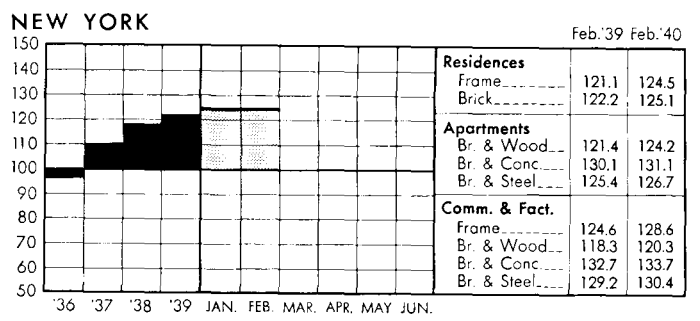 NEW YORK
Feb.'39 Feb.'40
150
140
130
120
110
100
90
80
70
60
50
'36 '37 '38 '39 JAN. FEB. MAR. APR. MAY JUN.
Residences
Frame 121.1 124.5
Brick 122.2 125.1
Apartments
Br. & Wood 121.4 124.2
Br. & Conc. 130.1 131.1
Br. & Steel 125.4 126.7
Comm. & Fact.
Frame 124.6 128.6
Br. & Wood 118.3 120.3
Br. & Conc. 132.7 133.7
Br. & Steel 129.2 130.4